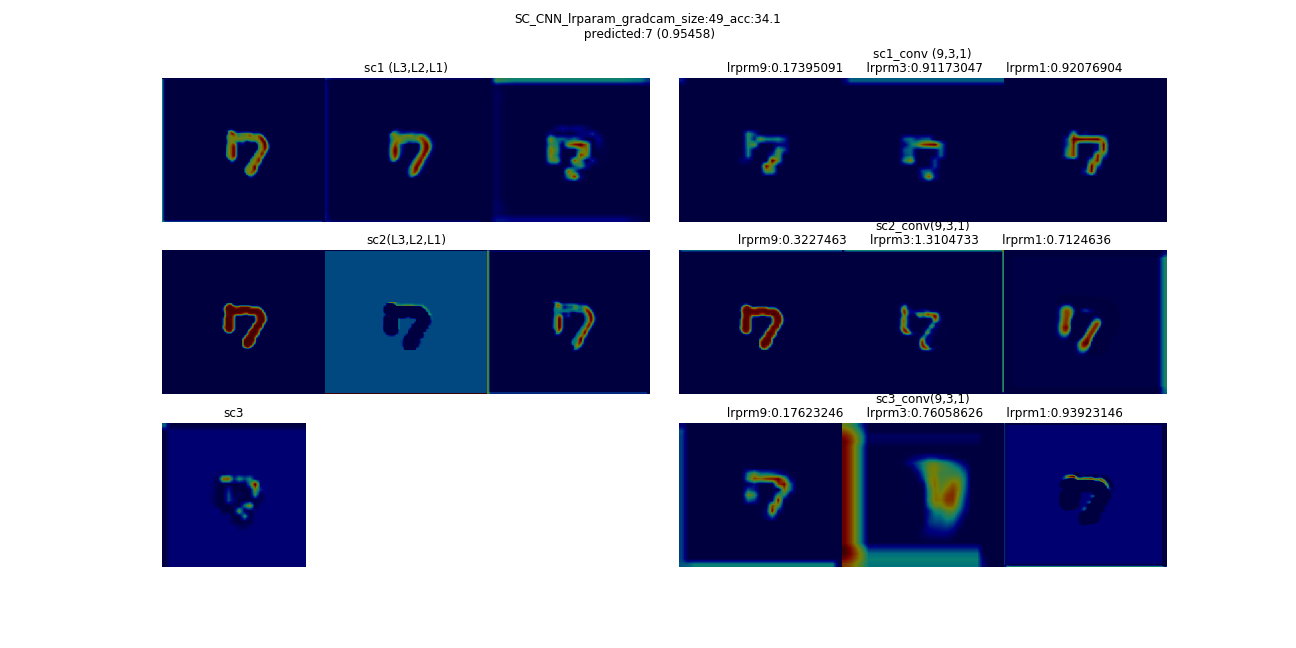 SC_CNN_lrparam_gradcam_size:49_acc:34.1
predicted:7 (0.95458)
sc1 (L3,L2,L1)
sc1_conv (9,3,1)
lrprm9:0.17395091 lrprm3:0.91173047 lrprm1:0.92076904
sc2(L3,L2,L1)
sc2_conv(9,3,1)
lrprm9:0.3227463 lrprm3:1.3104733 lrprm1:0.7124636
sc3
sc3_conv(9,3,1)
lrprm9:0.17623246 lrprm3:0.76058626 lrprm1:0.93923146